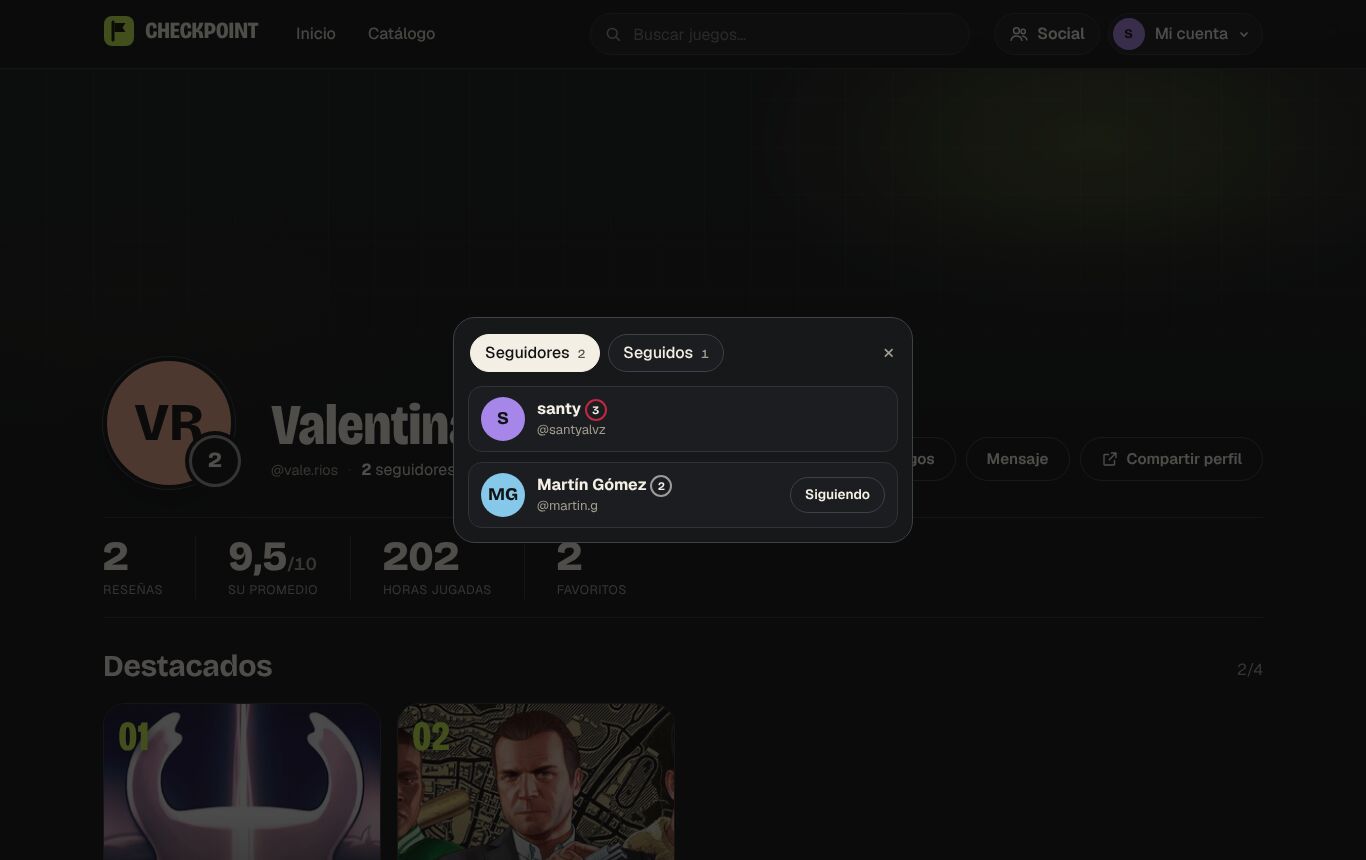 CHECKPOINT
Inicio
Catálogo
Buscar juegos...
Social
S
Mi cuenta
Seguidores 2
Seguidos 1
×
S
santy 3
@santyalvz
MG
Martín Gómez 2
@martin.g
Siguiendo
VR
2
Valentina
@vale.rios · 2 seguidores
gos
Mensaje
Compartir perfil
2
RESEÑAS
9,5/10
SU PROMEDIO
202
HORAS JUGADAS
2
FAVORITOS
Destacados
2/4
01
02